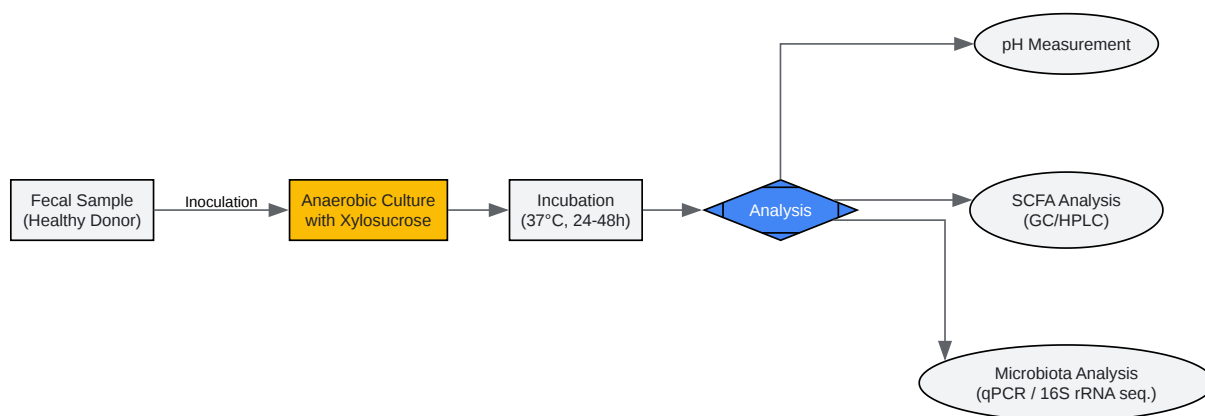 pH Measurement
Fecal Sample
(Healthy Donor)
Inoculation
Anaerobic Culture
with Xylosucrose
Incubation
(37°C, 24-48h)
Analysis
SCFA Analysis
(GC/HPLC)
Microbiota Analysis
(qPCR / 16S rRNA seq.)